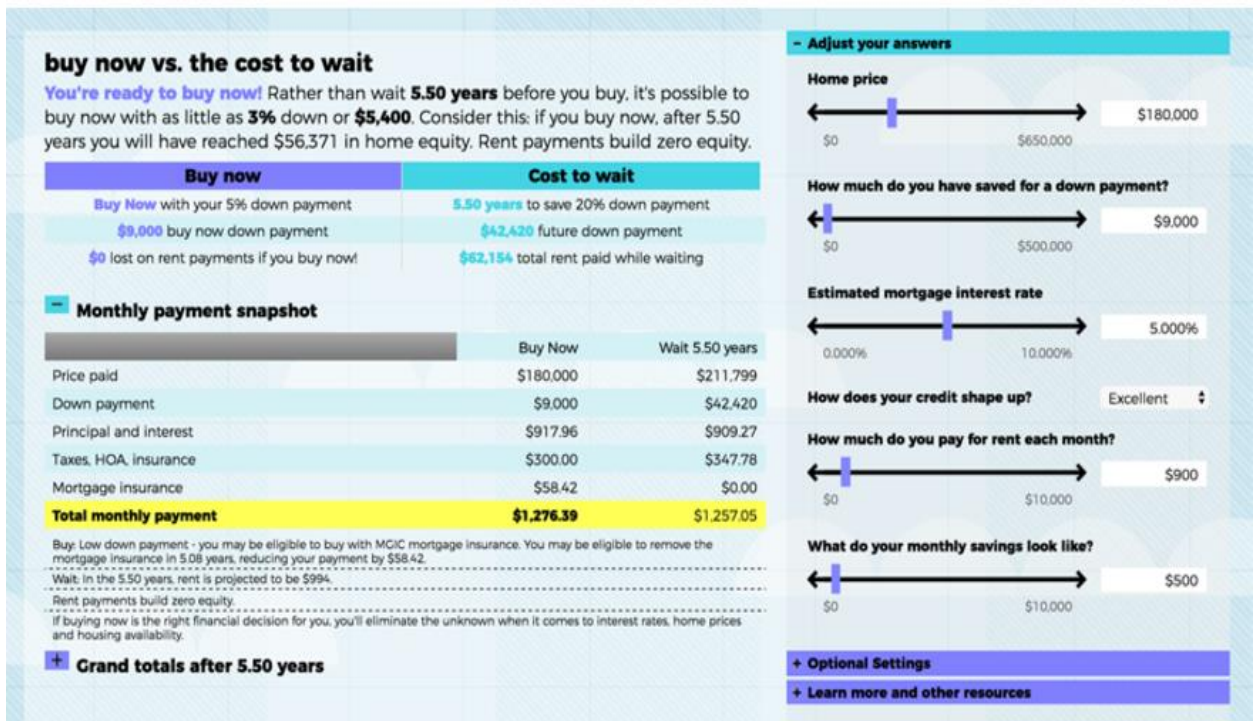 buy now vs. the cost to wait
You're ready to buy now! Rather than wait 5.50 years before you buy, it's possible to
buy now with as little as 3% down or $5,400. Consider this: if you buy now, after 5.50
years you will have reached $56,371 in home equity. Rent payments build zero equity.
Buy now Cost to wait
Buy Now with your 5% down payment 5.50 years to save 20% down payment
$9,000 buy now down payment $42,420 future down payment
$0 lost on rent payments if you buy now! $62,154 total rent paid while waiting
− Monthly payment snapshot
Buy Now Wait 5.50 years
Price paid $180,000 $211,799
Down payment $9,000 $42,420
Principal and interest $917.96 $909.27
Taxes, HOA, insurance $300.00 $347.78
Mortgage insurance $58.42 $0.00
Total monthly payment $1,276.39 $1,257.05
Buy: Low down payment - you may be eligible to buy with MGIC mortgage insurance. You may be eligible to remove the
mortgage insurance in 5.08 years, reducing your payment by $58.42.
Wait: In the 5.50 years, rent is projected to be $994.
Rent payments build zero equity.
If buying now is the right financial decision for you, you'll eliminate the unknown when it comes to interest rates, home prices
and housing availability.
+ Grand totals after 5.50 years
− Adjust your answers
Home price
$180,000
$0 $650,000
How much do you have saved for a down payment?
$9,000
$0 $500,000
Estimated mortgage interest rate
5.000%
0.000% 10.000%
How does your credit shape up? Excellent
How much do you pay for rent each month?
$900
$0 $10,000
What do your monthly savings look like?
$500
$0 $10,000
+ Optional Settings
+ Learn more and other resources